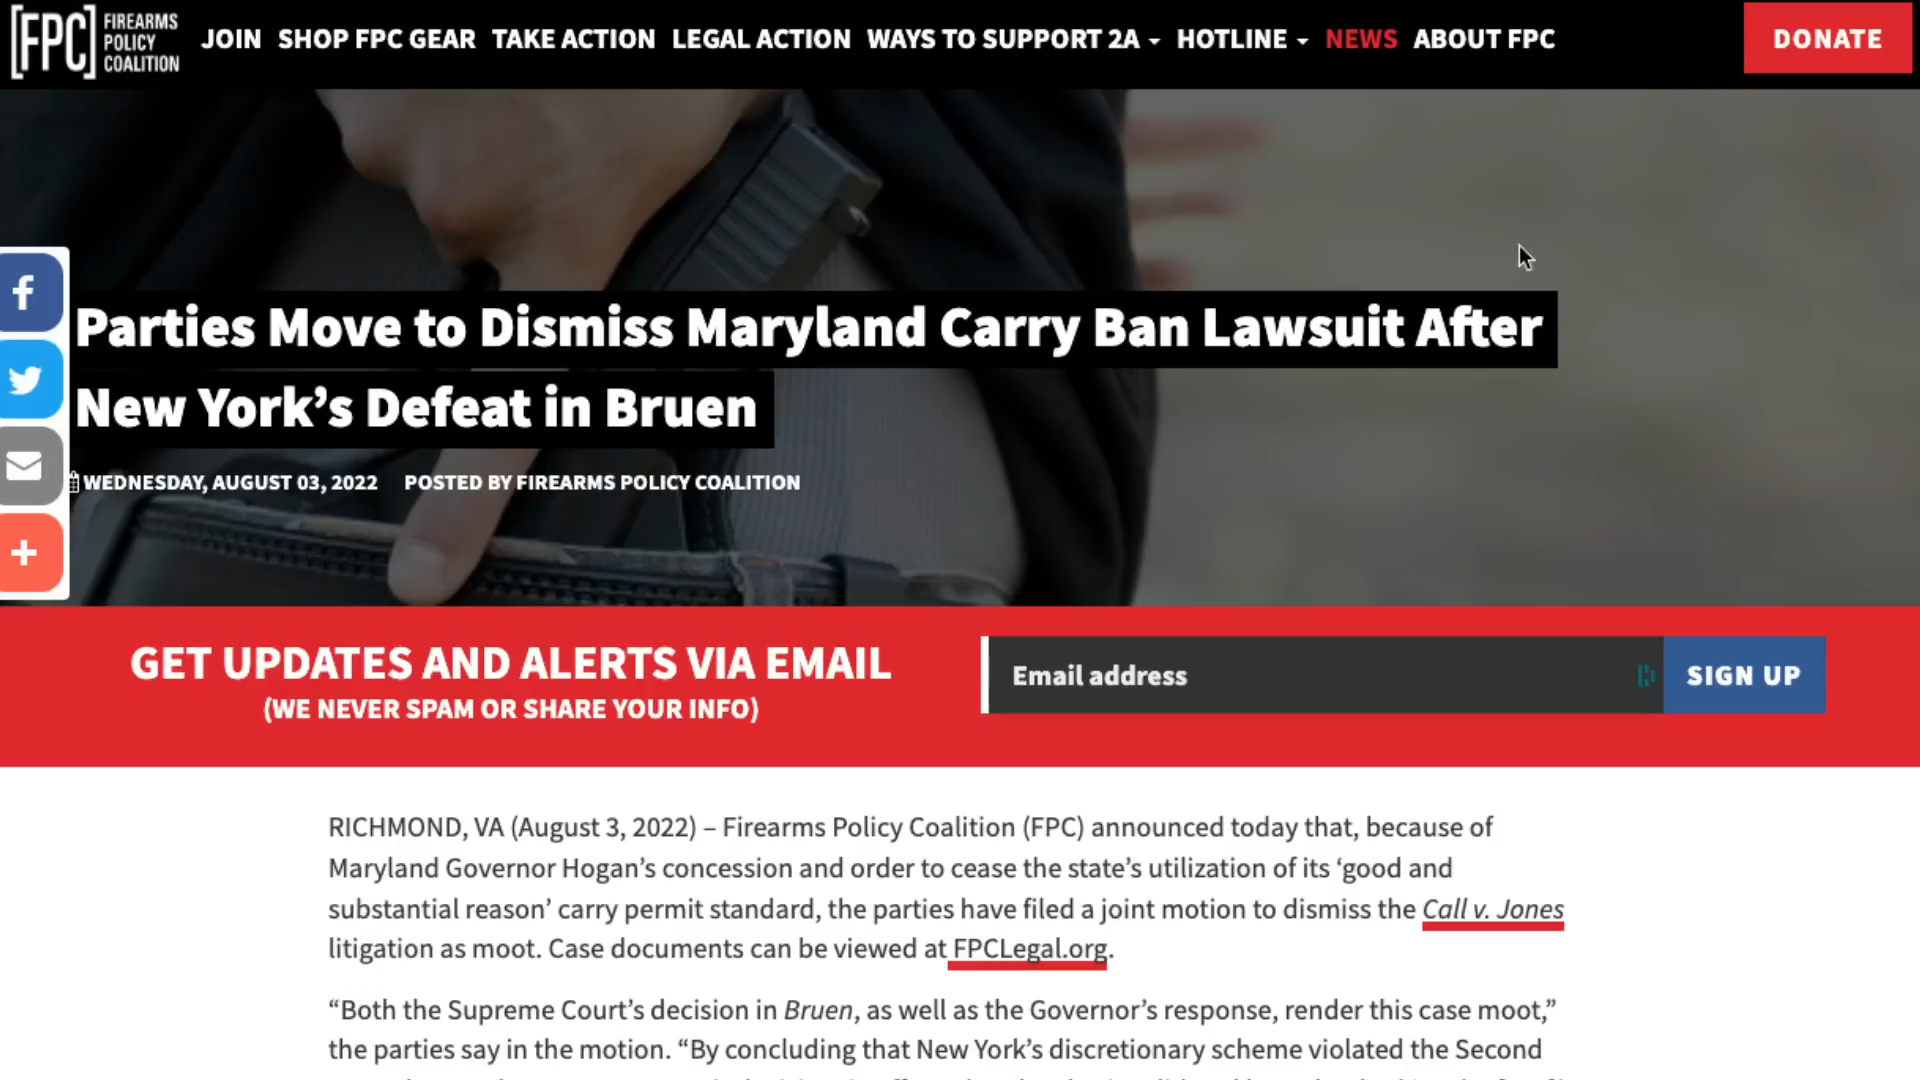 [FPC] FIREARMS
POLICY
COALITION
JOIN SHOP FPC GEAR TAKE ACTION LEGAL ACTION WAYS TO SUPPORT 2A HOTLINE NEWS ABOUT FPC DONATE
Parties Move to Dismiss Maryland Carry Ban Lawsuit After
New York’s Defeat in Bruen
WEDNESDAY, AUGUST 03, 2022 POSTED BY FIREARMS POLICY COALITION
GET UPDATES AND ALERTS VIA EMAIL
(WE NEVER SPAM OR SHARE YOUR INFO)
Email address SIGN UP
RICHMOND, VA (August 3, 2022) – Firearms Policy Coalition (FPC) announced today that, because of
Maryland Governor Hogan’s concession and order to cease the state’s utilization of its ‘good and
substantial reason’ carry permit standard, the parties have filed a joint motion to dismiss the Call v. Jones
litigation as moot. Case documents can be viewed at FPCLegal.org.
“Both the Supreme Court’s decision in Bruen, as well as the Governor’s response, render this case moot,”
the parties say in the motion. “By concluding that New York’s discretionary scheme violated the Second